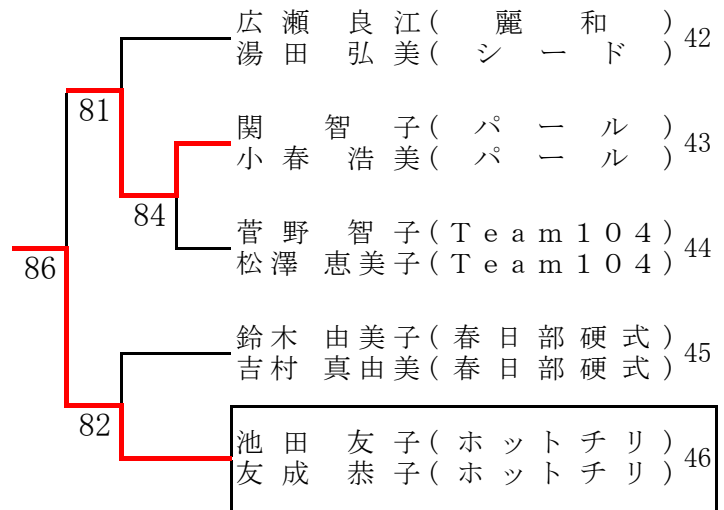 広瀬 良江(麗和) 42
湯田 弘美(シード)
81
関 智子(パール) 43
小春 浩美(パール)
84
菅野 智子(Team104) 44
松澤 恵美子(Team104)
86
鈴木 由美子(春日部硬式) 45
吉村 真由美(春日部硬式)
82
池田 友子(ホットチリ) 46
友成 恭子(ホットチリ)